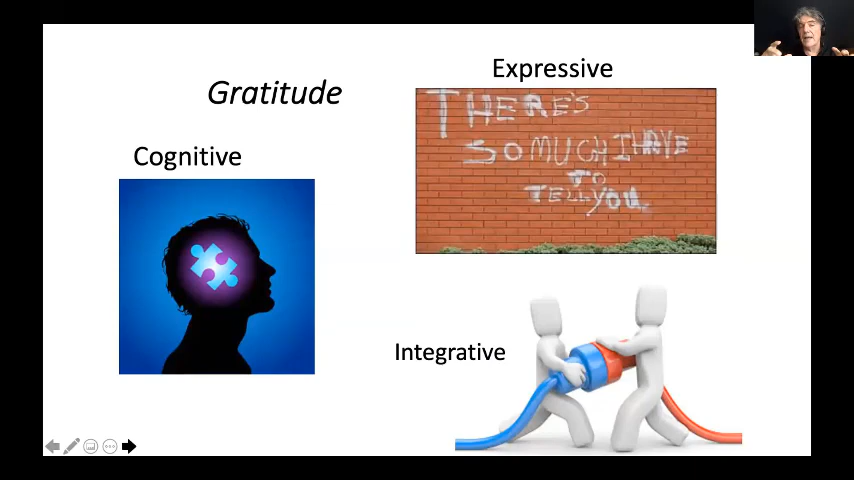 Gratitude
Expressive
Cognitive
THERE'S
SO MUCH I HAVE
TO
TELL YOU
Integrative